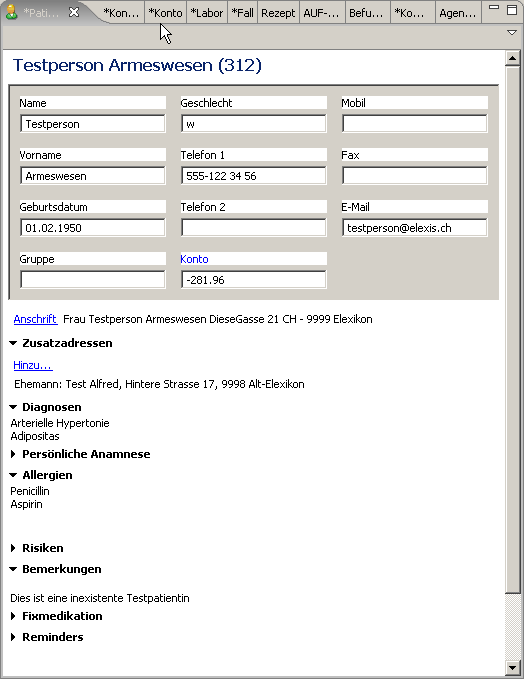 *Pati... *Kon... *Konto *Labor *Fall Rezept AUF-... Befu... *Ko... Agen...
Testperson Armeswesen (312)
Name Geschlecht Mobil
Testperson w
Vorname Telefon 1 Fax
Armeswesen 555-122 34 56
Geburtsdatum Telefon 2 E-Mail
01.02.1950 testperson@elexis.ch
Gruppe Konto
-281.96
Anschrift Frau Testperson Armeswesen DieseGasse 21 CH - 9999 Elexikon
Zusatzadressen
Hinzu...
Ehemann: Test Alfred, Hintere Strasse 17, 9998 Alt-Elexikon
Diagnosen
Arterielle Hypertonie
Adipositas
Persönliche Anamnese
Allergien
Penicillin
Aspirin
Risiken
Bemerkungen
Dies ist eine inexistente Testpatientin
Fixmedikation
Reminders